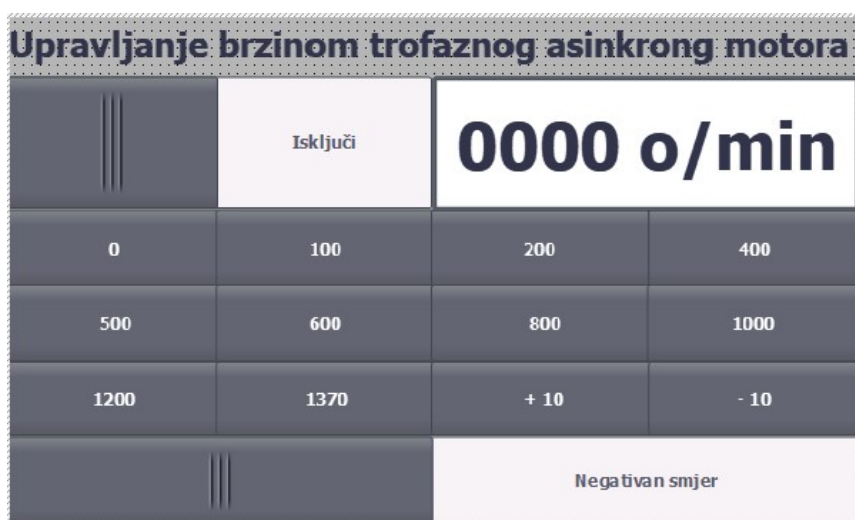 Upravljanje brzinom trofaznog asinkrong motora
Isključi
0000 o/min
0 100 200 400
500 600 800 1000
1200 1370 + 10 - 10
Negativan smjer